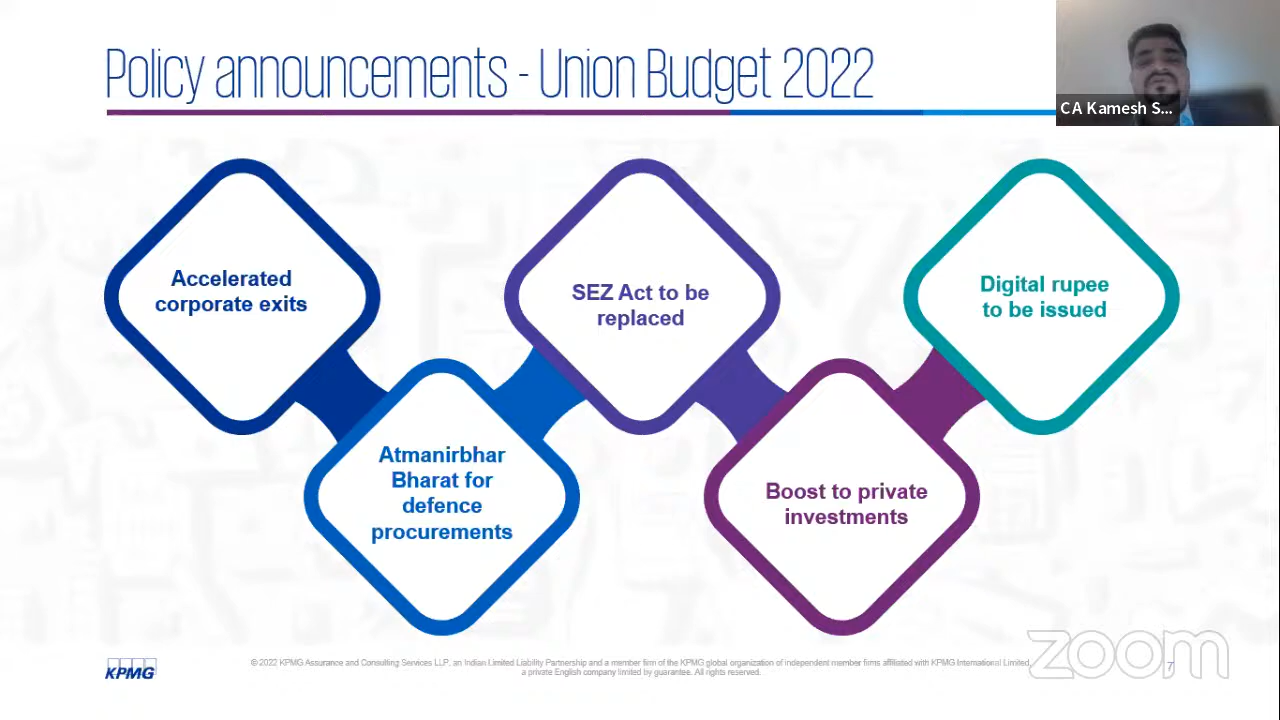 Policy announcements - Union Budget 2022
CA Kamesh S...
Accelerated
corporate exits
SEZ Act to be
replaced
Digital rupee
to be issued
Atmanirbhar
Bharat for
defence
procurements
Boost to private
investments
KPMG
© 2022 KPMG Assurance and Consulting Services LLP, an Indian Limited Liability Partnership and a member firm of the KPMG global organization of independent member firms affiliated with KPMG International Limited,
a private English company limited by guarantee. All rights reserved.
zoom
7